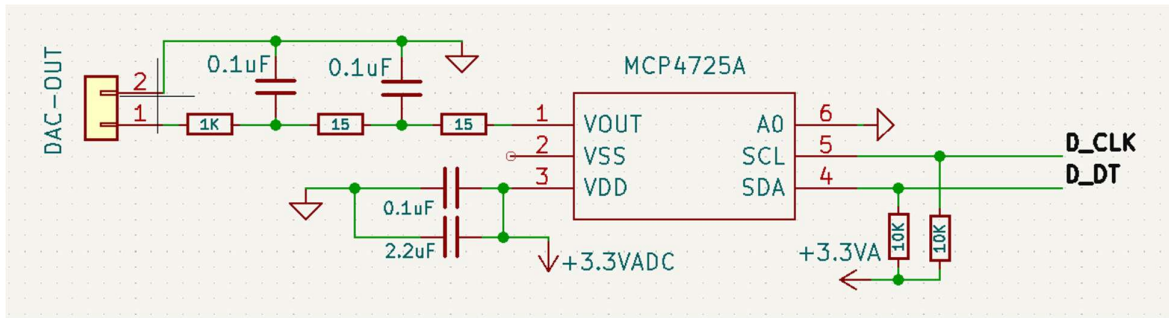 DAC-OUT
2
1
0.1uF
0.1uF
1K
15
15
MCP4725A
1
VOUT
2
VSS
3
VDD
A0
6
SCL
5
SDA
4
D_CLK
D_DT
0.1uF
2.2uF
+3.3VADC
+3.3VA
10K
10K